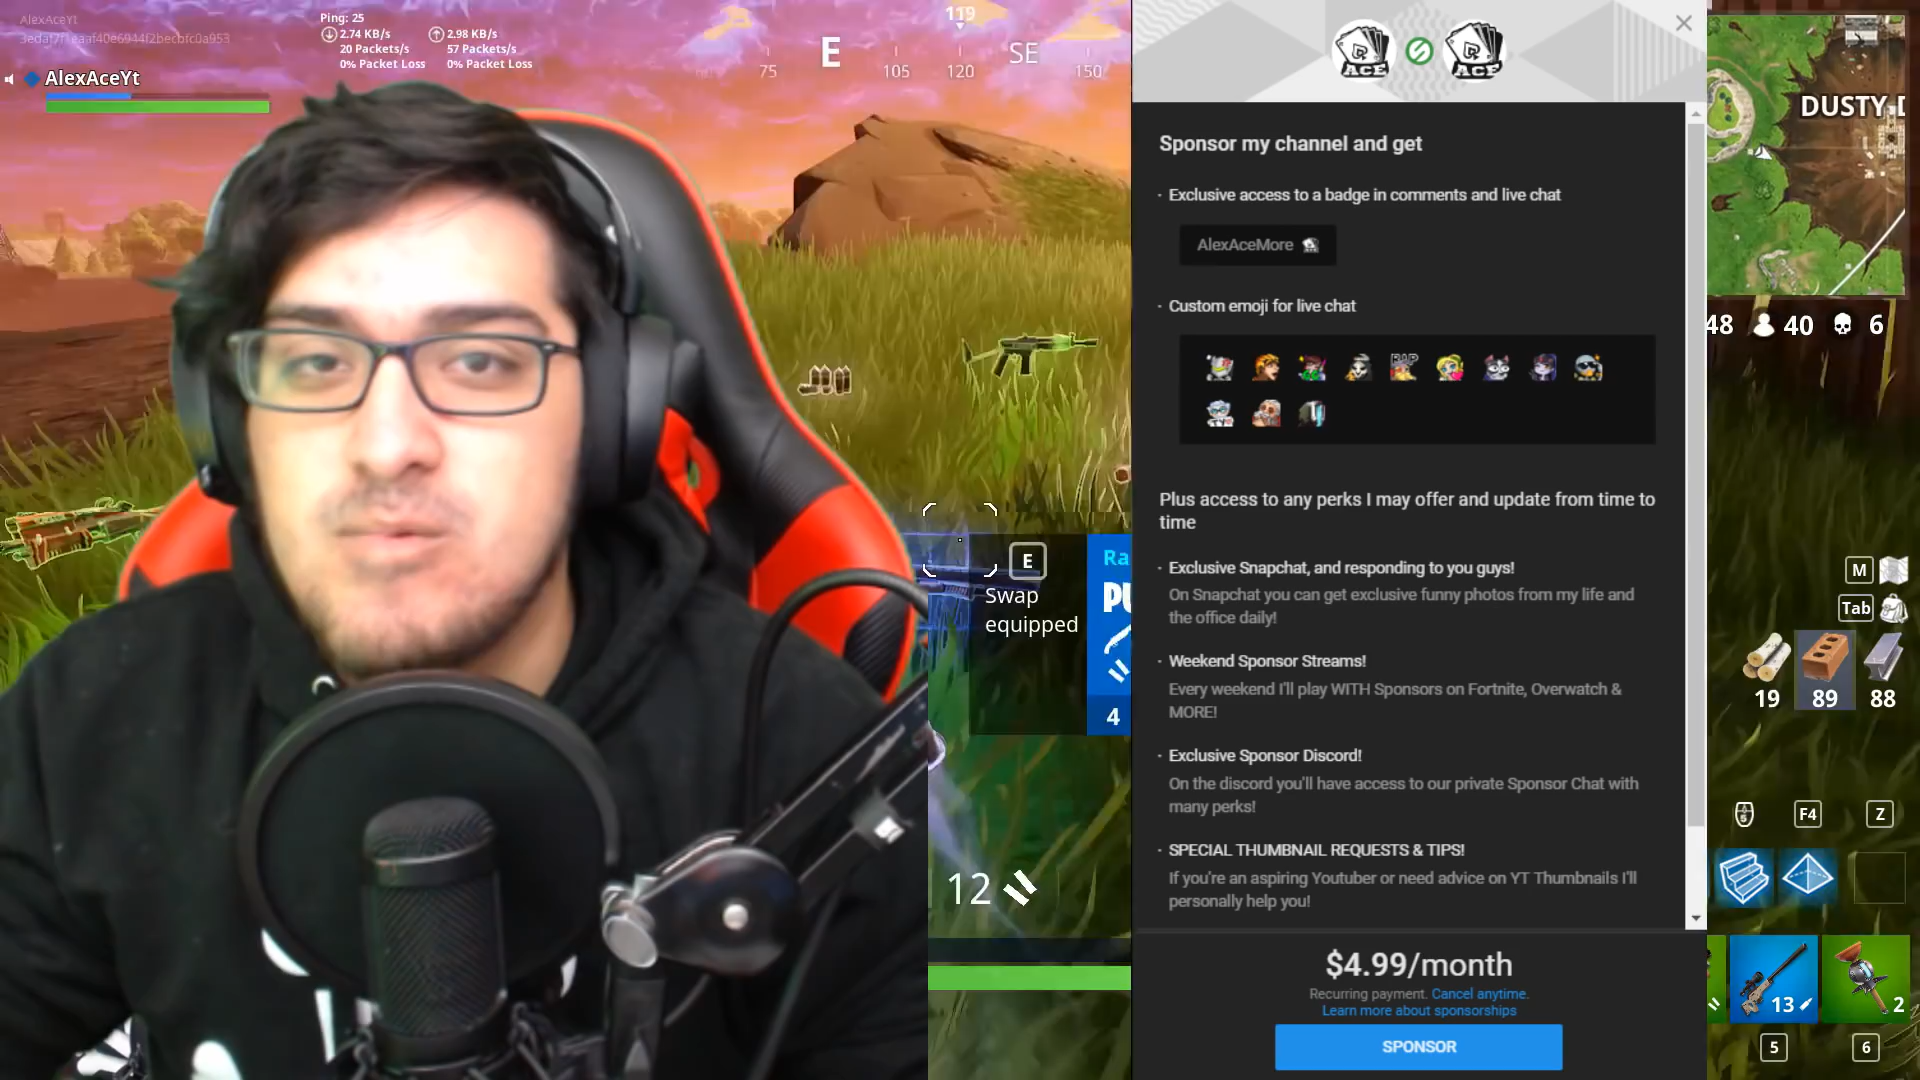 AlexAceYt
3edaf7f1eaaf40e6944f2becbfc0a953
Ping: 25
2.74 KB/s
2.98 KB/s
20 Packets/s
57 Packets/s
0% Packet Loss
0% Packet Loss
AlexAceYt
119
75
E
105
120
SE
150
ACE
ACE
Sponsor my channel and get
· Exclusive access to a badge in comments and live chat
AlexAceMore
· Custom emoji for live chat
RIP
Plus access to any perks I may offer and update from time to
time
· Exclusive Snapchat, and responding to you guys!
On Snapchat you can get exclusive funny photos from my life and
the office daily!
· Weekend Sponsor Streams!
Every weekend I'll play WITH Sponsors on Fortnite, Overwatch &
MORE!
· Exclusive Sponsor Discord!
On the discord you'll have access to our private Sponsor Chat with
many perks!
· SPECIAL THUMBNAIL REQUESTS & TIPS!
If you're an aspiring Youtuber or need advice on YT Thumbnails I'll
personally help you!
$4.99/month
Recurring payment. Cancel anytime.
Learn more about sponsorships
SPONSOR
E
Swap
equipped
Ra
PU
4
12
DUSTY D
48
40
6
M
Tab
19
89
88
5
F4
Z
13
2
5
6